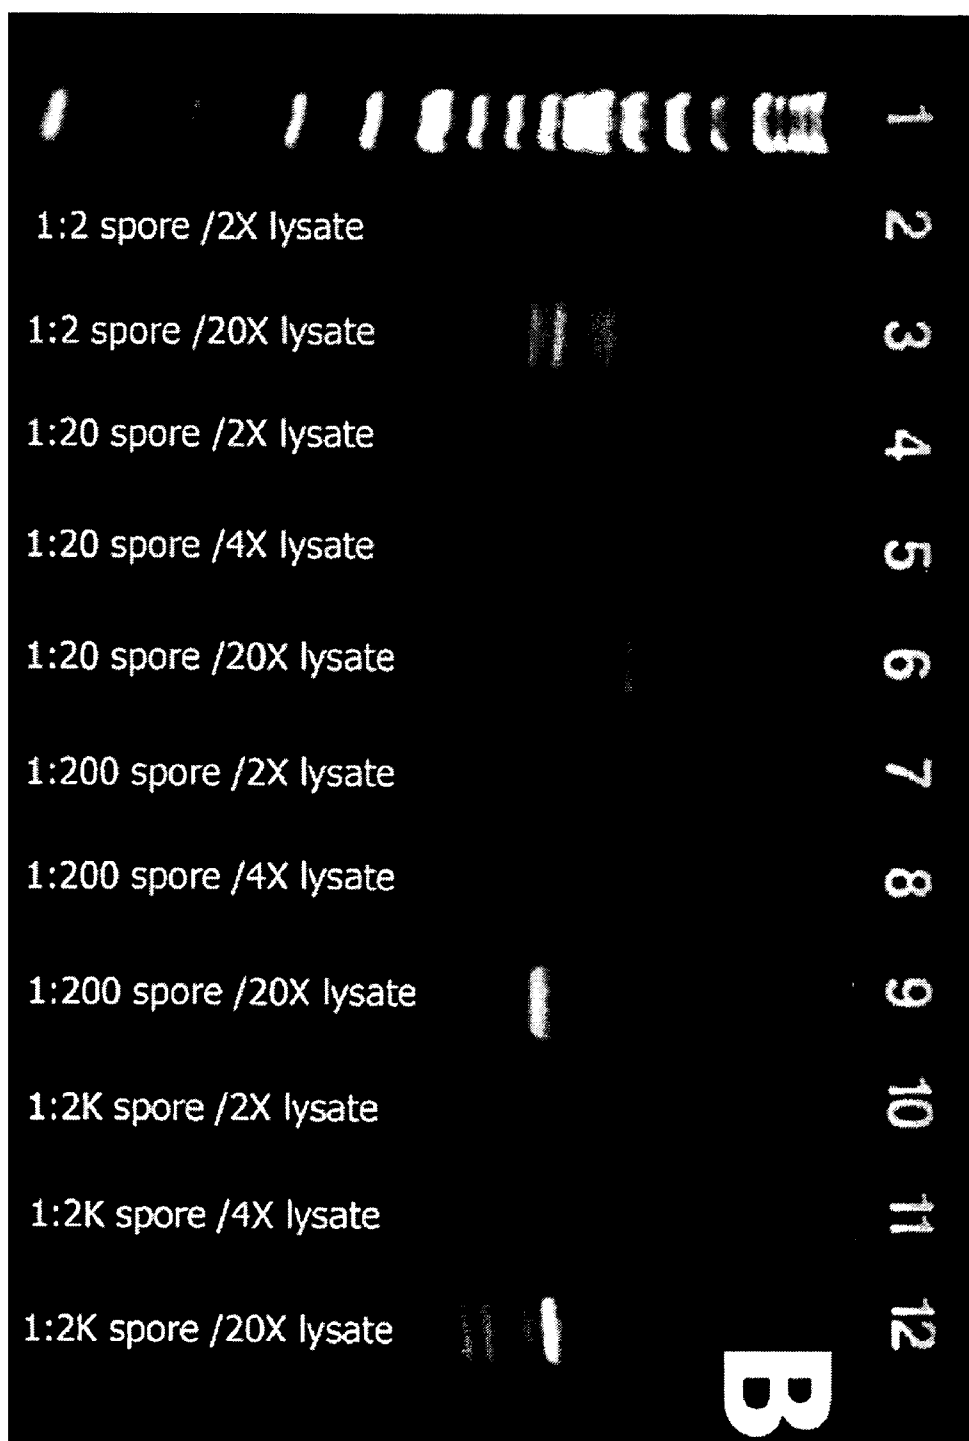 1
1:2 spore /2X lysate 2
1:2 spore /20X lysate 3
1:20 spore /2X lysate 4
1:20 spore /4X lysate 5
1:20 spore /20X lysate 6
1:200 spore /2X lysate 7
1:200 spore /4X lysate 8
1:200 spore /20X lysate 9
1:2K spore /2X lysate 10
1:2K spore /4X lysate 11
1:2K spore /20X lysate 12
B